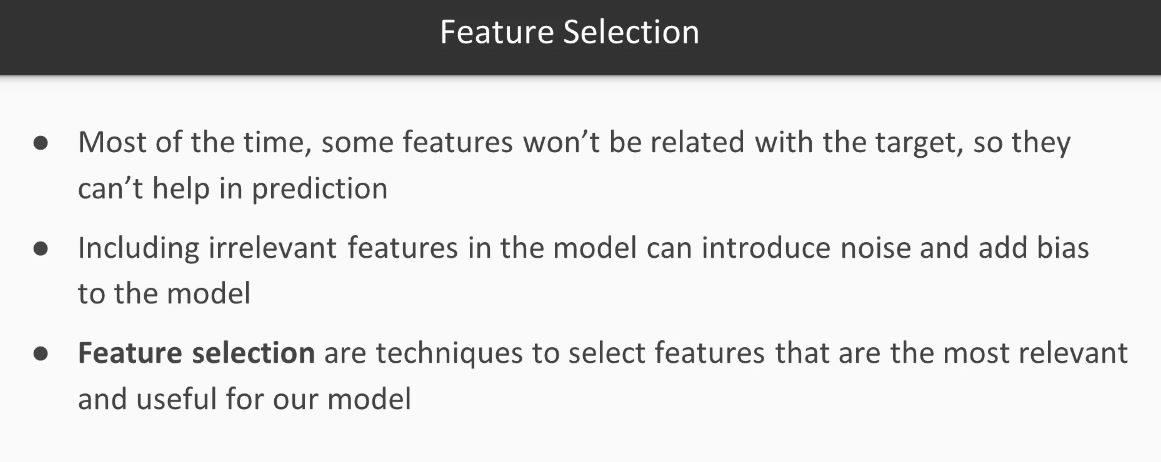 Feature Selection
● Most of the time, some features won’t be related with the target, so they
can’t help in prediction
● Including irrelevant features in the model can introduce noise and add bias
to the model
● Feature selection are techniques to select features that are the most relevant
and useful for our model